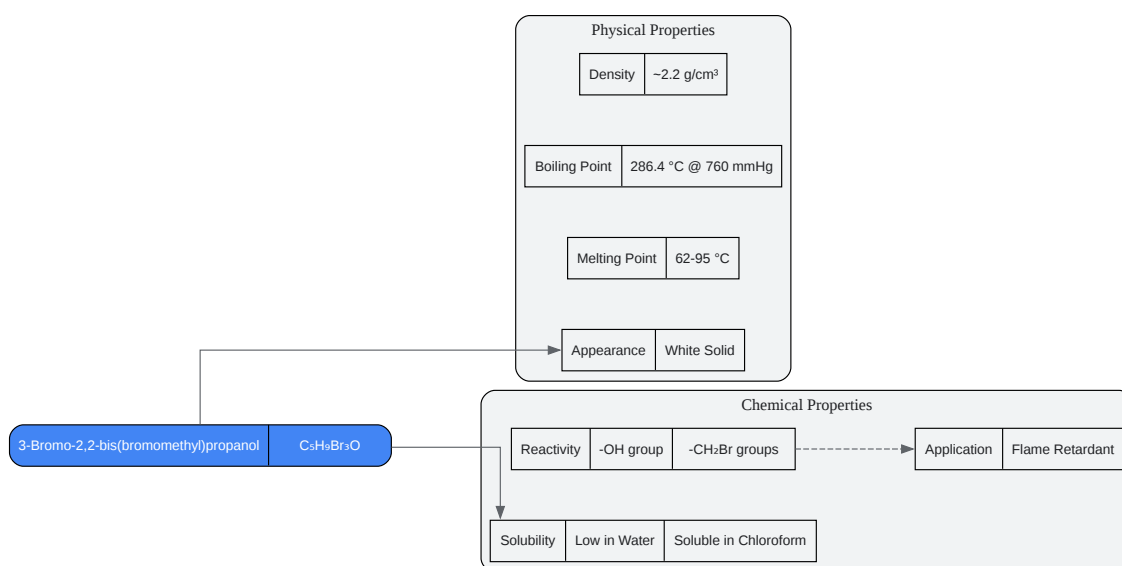 Physical Properties
Density ~2.2 g/cm³
Boiling Point 286.4 °C @ 760 mmHg
Melting Point 62-95 °C
Appearance White Solid
Chemical Properties
3-Bromo-2,2-bis(bromomethyl)propanol C₅H₉Br₃O
Reactivity -OH group -CH₂Br groups
Application Flame Retardant
Solubility Low in Water Soluble in Chloroform